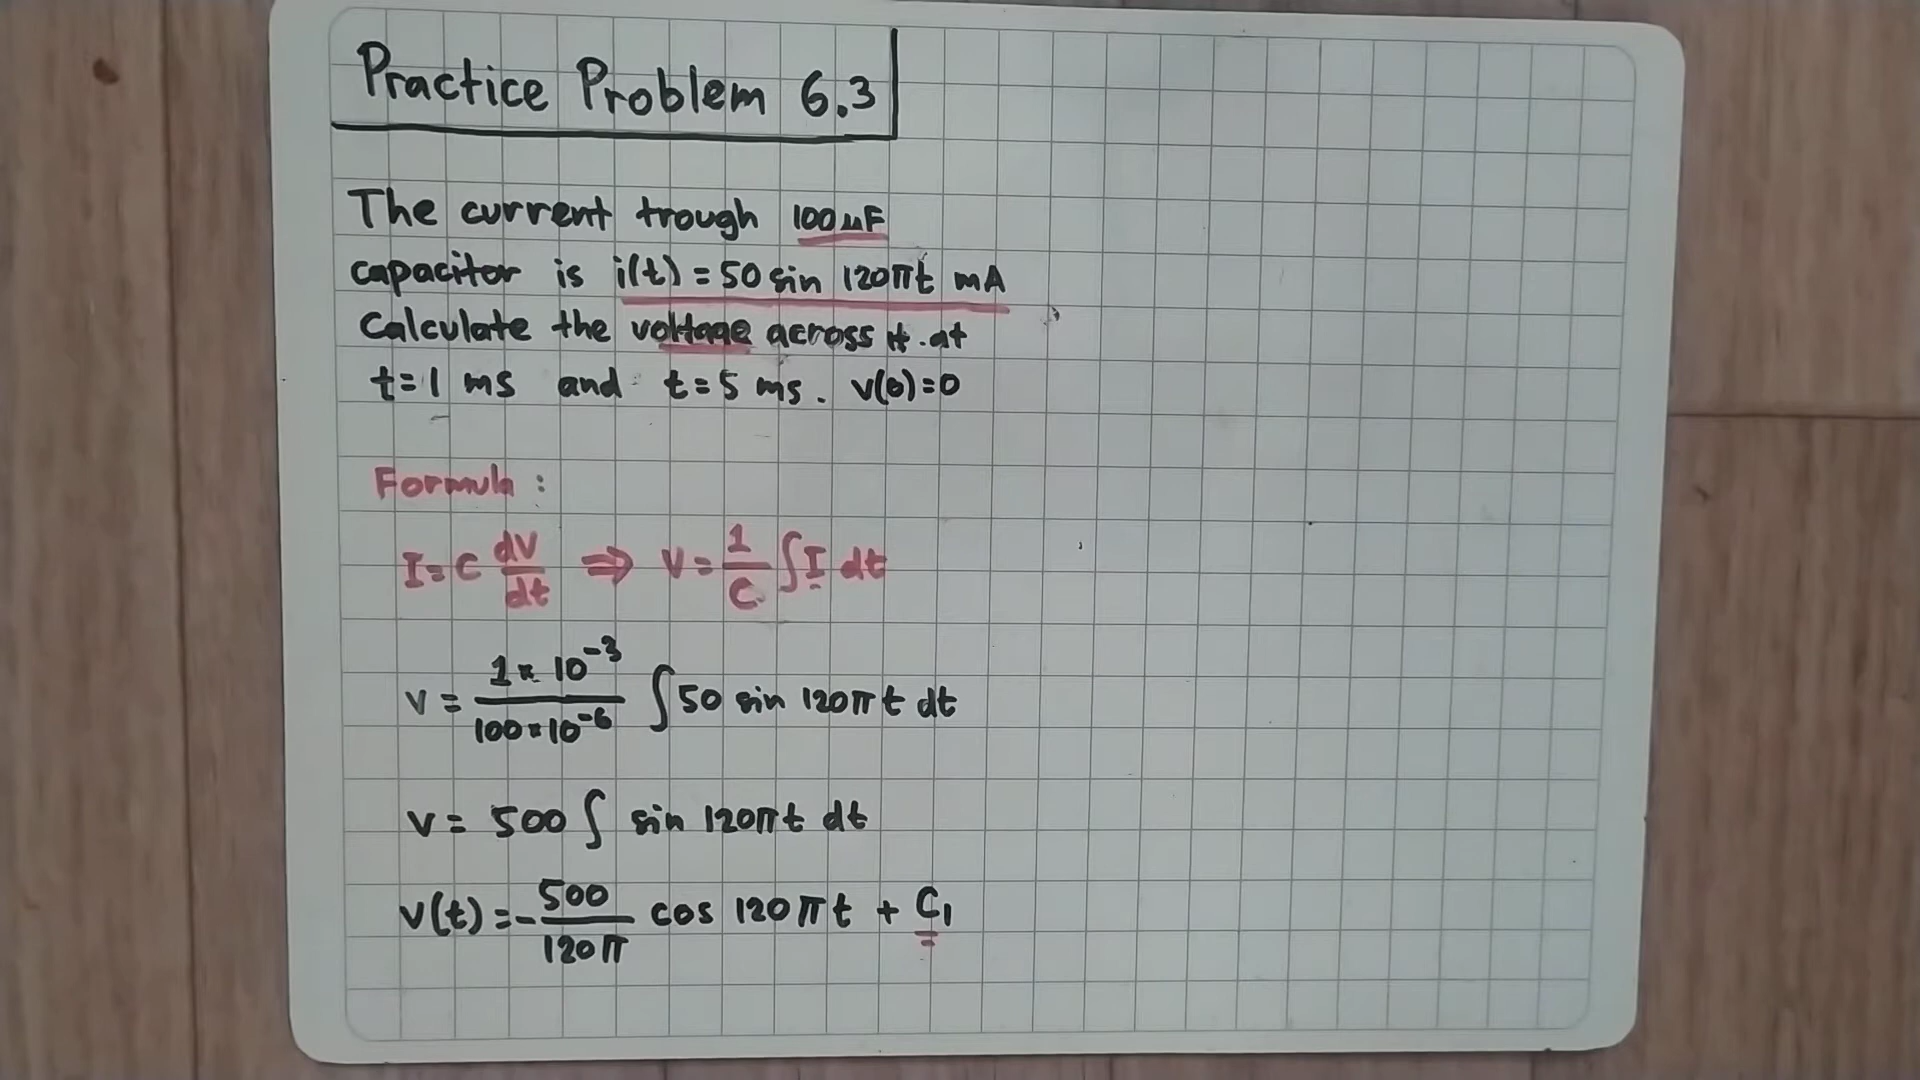 Practice Problem 6.3
The current trough 100μF
capacitor is i(t) = 50 sin 120πt mA
Calculate the voltage across it. at
t=1 ms and t=5 ms. v(0)=0
Formula :
I=C dV/dt ⇒ V= 1/C ∫I dt
V= 1×10⁻³/100×10⁻⁶ ∫50 sin 120πt dt
V= 500 ∫ sin 120πt dt
V(t)=-500/120π cos 120πt + C₁